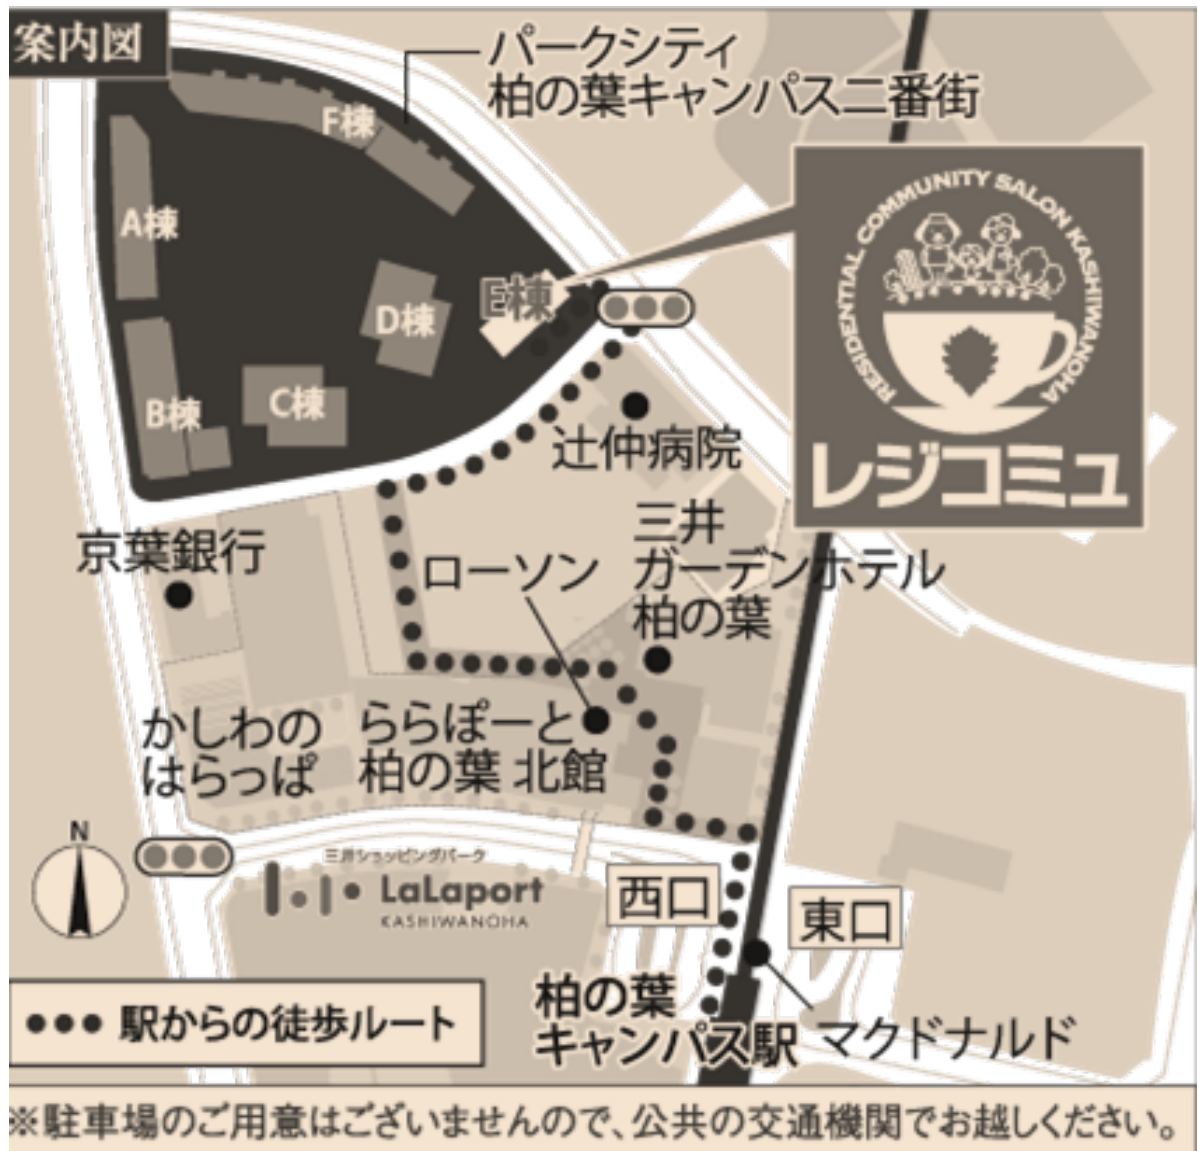 案内図
パークシティ
柏の葉キャンパス二番街
F棟
A棟
E棟
D棟
C棟
B棟
RESIDENTIAL COMMUNITY SALON KASHIWANOHA
レジコミュ
辻仲病院
京葉銀行
ローソン
三井
ガーデンホテル
柏の葉
かしわの
はらっぱ
ららぽーと
柏の葉 北館
N
三井ショッピングパーク
LaLaport
KASHIWANOHA
西口
東口
柏の葉
キャンパス駅
マクドナルド
駅からの徒歩ルート
※駐車場のご用意はございませんので、公共の交通機関でお越しください。